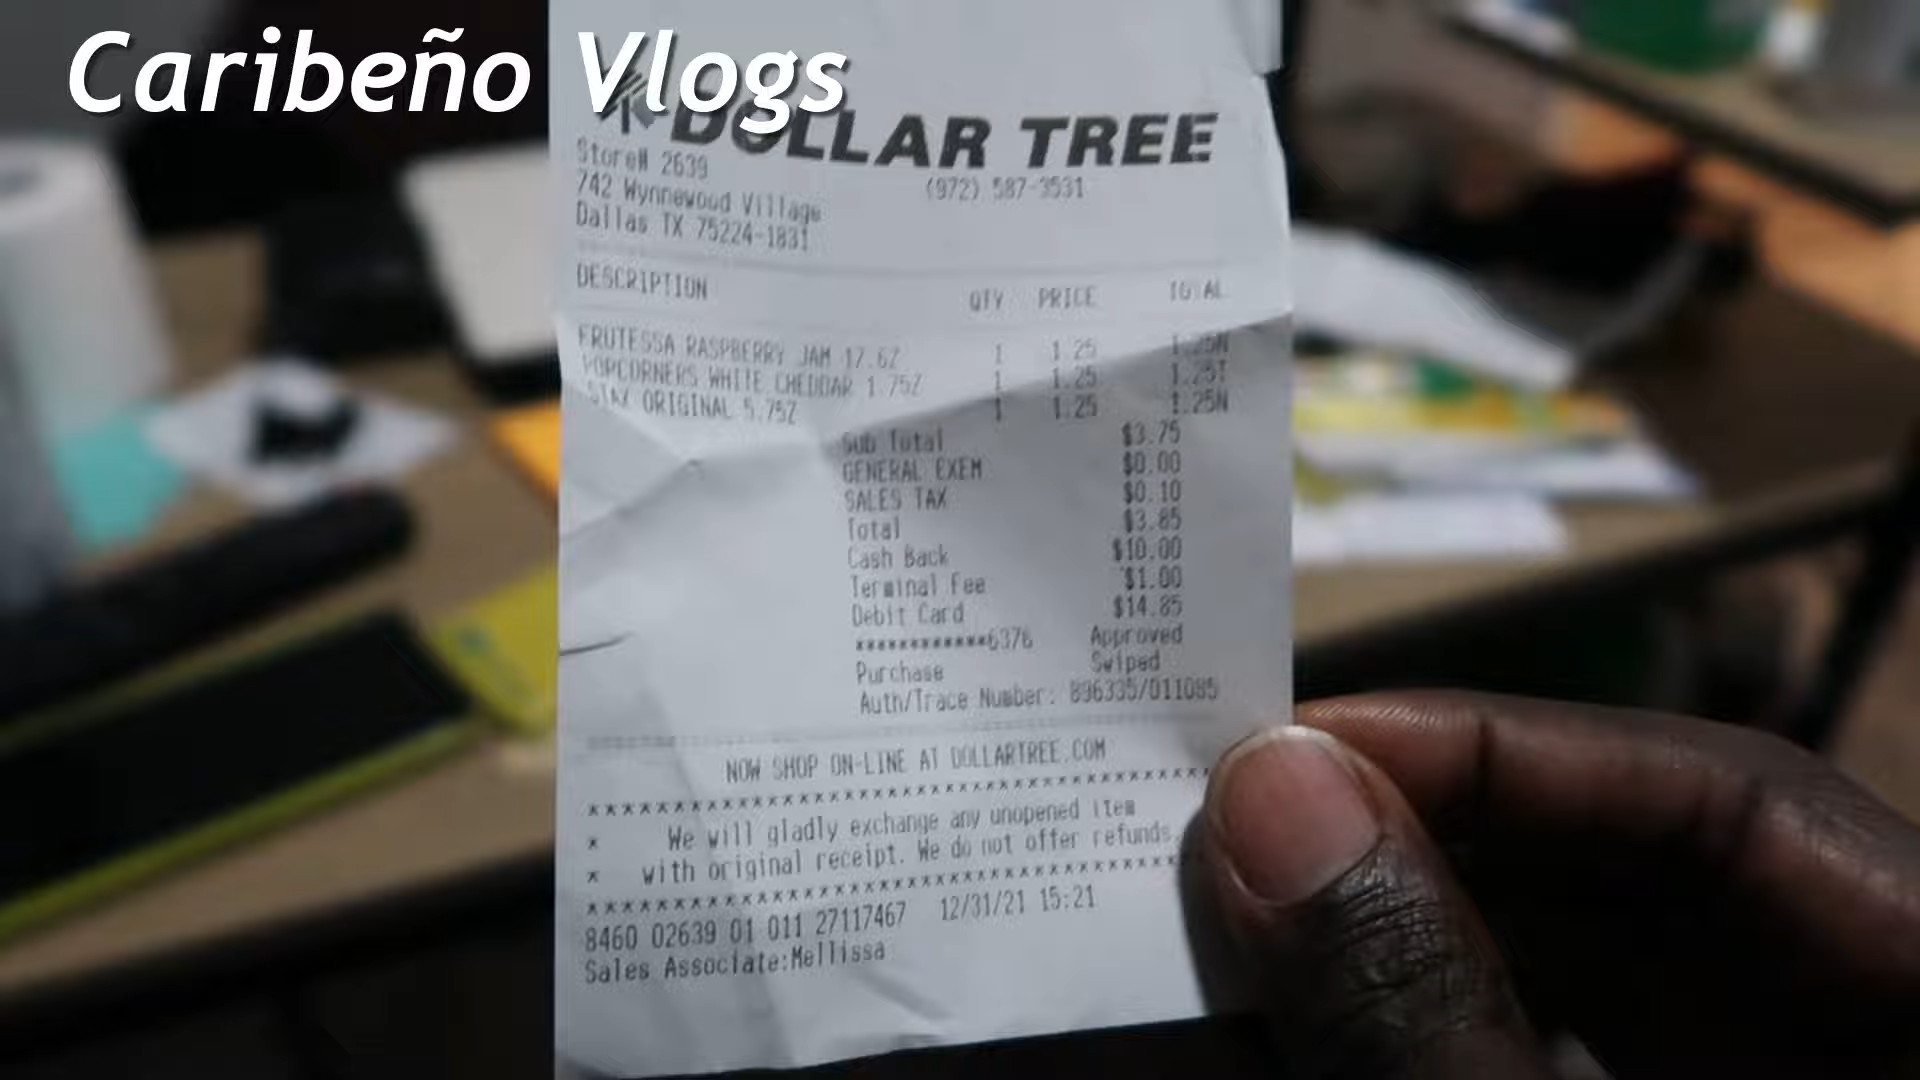 Caribeño Vlogs
DOLLAR TREE
Store# 2639
(972) 587-3531
742 Wynnewood Village
Dallas TX 75224-1831
DESCRIPTION QTY PRICE TOTAL
FRUTESSA RASPBERRY JAM 17.6Z 1 1.25 1.25N
POPCORNERS WHITE CHEDDAR 1.75Z 1 1.25 1.25T
STAX ORIGINAL 5.75Z 1 1.25 1.25N
Sub Total $3.75
GENERAL EXEM $0.00
SALES TAX $0.10
Total $3.85
Cash Back $10.00
Terminal Fee $1.00
Debit Card $14.85
************6376 Approved
Purchase Swiped
Auth/Trace Number: 896335/011085
NOW SHOP ON-LINE AT DOLLARTREE.COM
* We will gladly exchange any unopened item
* with original receipt. We do not offer refunds.
8460 02639 01 011 27117467 12/31/21 15:21
Sales Associate:Mellissa